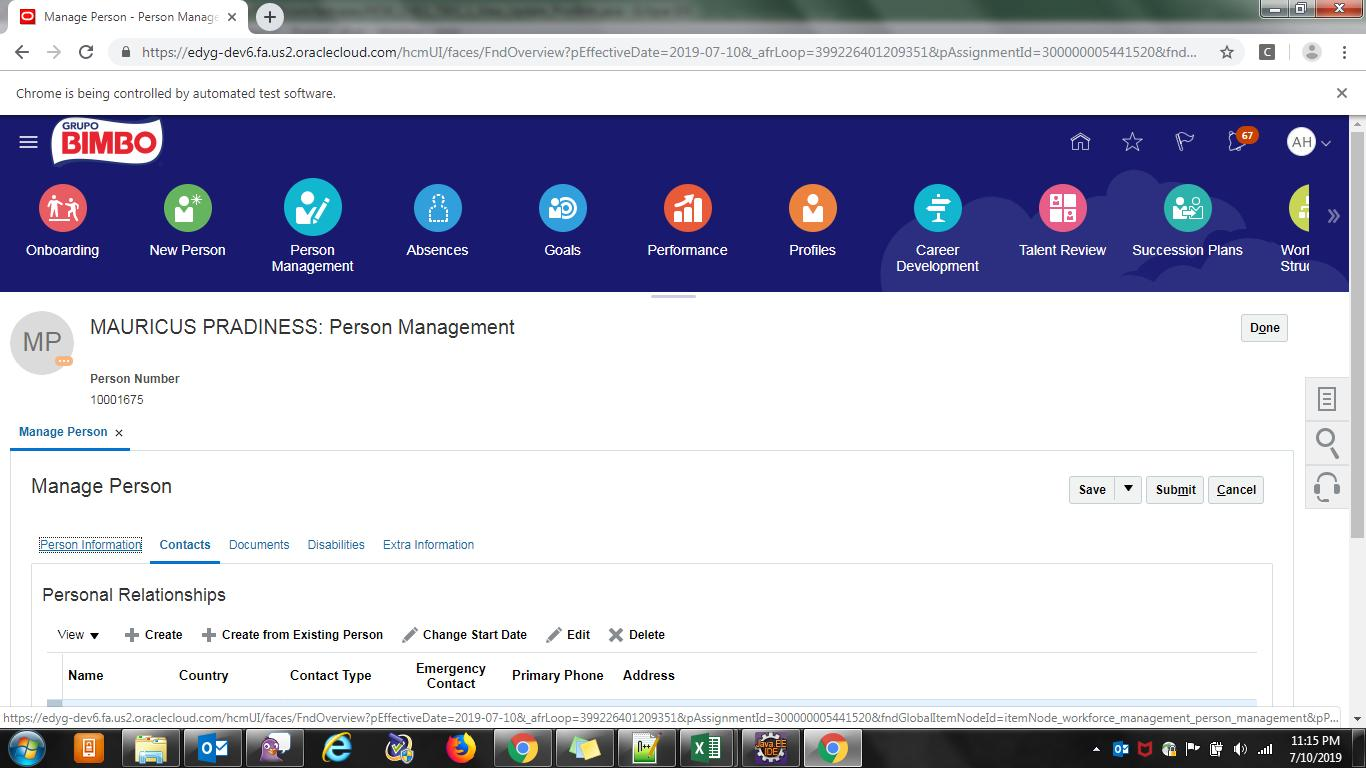 Manage Person - Person Manage
https://edyg-dev6.fa.us2.oraclecloud.com/hcmUI/faces/FndOverview?pEffectiveDate=2019-07-10&_afrLoop=399226401209351&pAssignmentId=300000005441520&fnd...
C
Chrome is being controlled by automated test software.
GRUPO
BIMBO
67
AH
Onboarding
New Person
Person
Management
Absences
Goals
Performance
Profiles
Career
Development
Talent Review
Succession Plans
Worl
Struc
MP
MAURICUS PRADINESS: Person Management
Done
Person Number
10001675
Manage Person
Manage Person
Save
Submit
Cancel
Person Information
Contacts
Documents
Disabilities
Extra Information
Personal Relationships
View
Create
Create from Existing Person
Change Start Date
Edit
Delete
Name
Country
Contact Type
Emergency
Contact
Primary Phone
Address
https://edyg-dev6.fa.us2.oraclecloud.com/hcmUI/faces/FndOverview?pEffectiveDate=2019-07-10&_afrLoop=399226401209351&pAssignmentId=300000005441520&fndGlobalItemNodeId=itemNode_workforce_management_person_management&pP...
Java EE
IDE
11:15 PM
7/10/2019